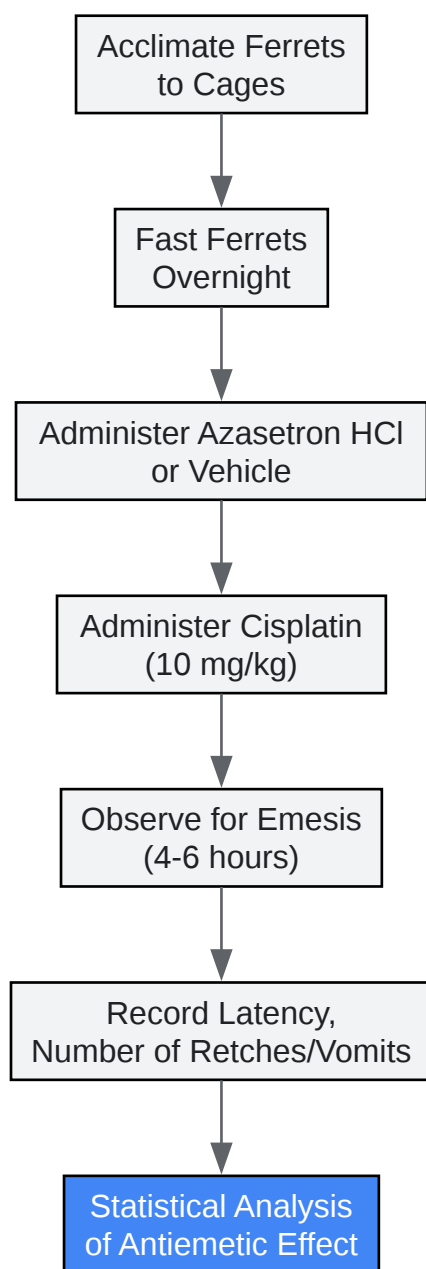 Acclimate Ferrets
to Cages
Fast Ferrets
Overnight
Administer Azasetron HCl
or Vehicle
Administer Cisplatin
(10 mg/kg)
Observe for Emesis
(4-6 hours)
Record Latency,
Number of Retches/Vomits
Statistical Analysis
of Antiemetic Effect